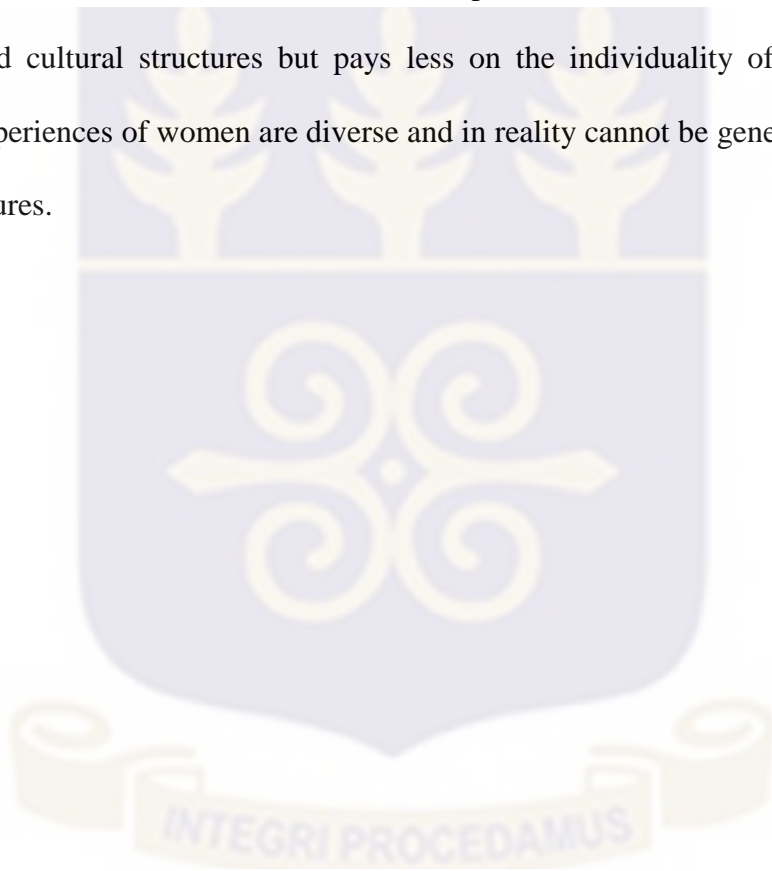 d cultural structures but pays less on the individuality of
periences of women are diverse and in reality cannot be gene
ures.
INTEGRI PROCEDAMUS